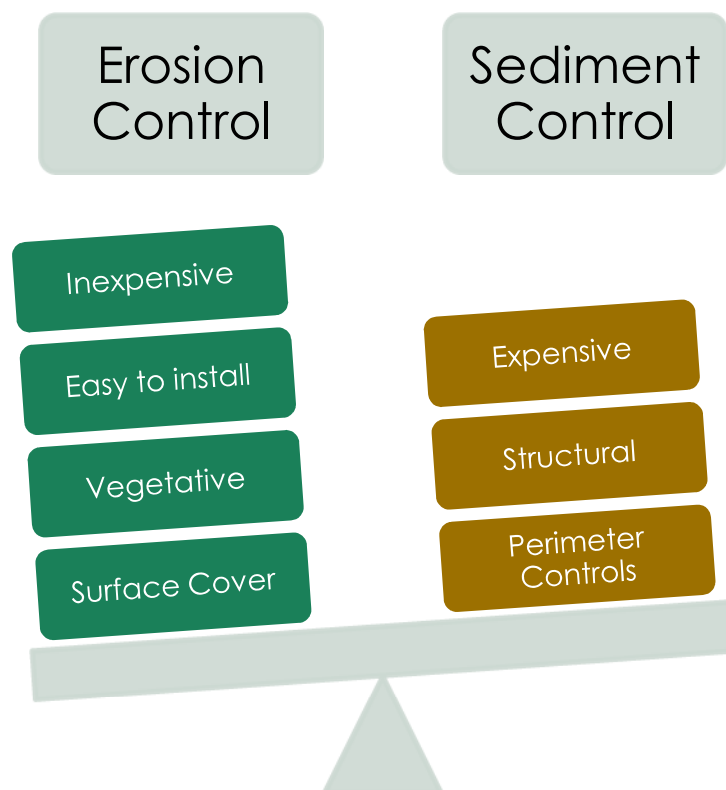 Erosion
Control
Sediment
Control
Inexpensive
Easy to install
Vegetative
Surface Cover
Expensive
Structural
Perimeter
Controls